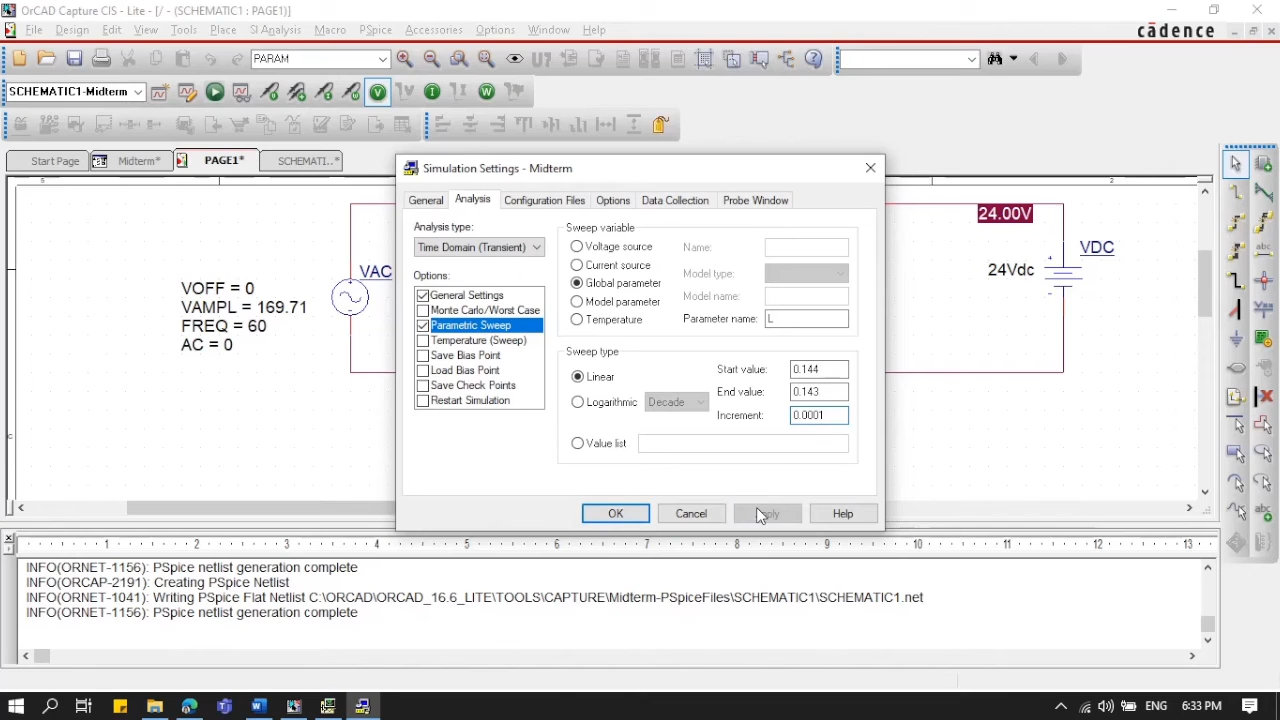 OrCAD Capture CIS - Lite - [/ - (SCHEMATIC1 : PAGE1)]
File Design Edit View Tools Place SI Analysis Macro PSpice Accessories Options Window Help
cādence
PARAM
SCHEMATIC1-Midterm
Start Page
Midterm*
PAGE1*
SCHEMATI..*
5
2
C
VOFF = 0
VAMPL = 169.71
FREQ = 60
AC = 0
VAC
24.00V
VDC
24Vdc
Simulation Settings - Midterm
General Analysis Configuration Files Options Data Collection Probe Window
Analysis type:
Time Domain (Transient)
Options:
General Settings
Monte Carlo/Worst Case
Parametric Sweep
Temperature (Sweep)
Save Bias Point
Load Bias Point
Save Check Points
Restart Simulation
Sweep variable
Voltage source
Current source
Global parameter
Model parameter
Temperature
Name:
Model type:
Model name:
Parameter name: L
Sweep type
Linear
Logarithmic Decade
Value list
Start value: 0.144
End value: 0.143
Increment: 0.0001
OK Cancel Help
1 2 3 4 5 6 7 8 9 10 11 12 13
INFO(ORNET-1156): PSpice netlist generation complete
INFO(ORCAP-2191): Creating PSpice Netlist
INFO(ORNET-1041): Writing PSpice Flat Netlist C:\ORCAD\ORCAD_16.6_LITE\TOOLS\CAPTURE\Midterm-PSpiceFiles\SCHEMATIC1\SCHEMATIC1.net
INFO(ORNET-1156): PSpice netlist generation complete
ENG 6:33 PM